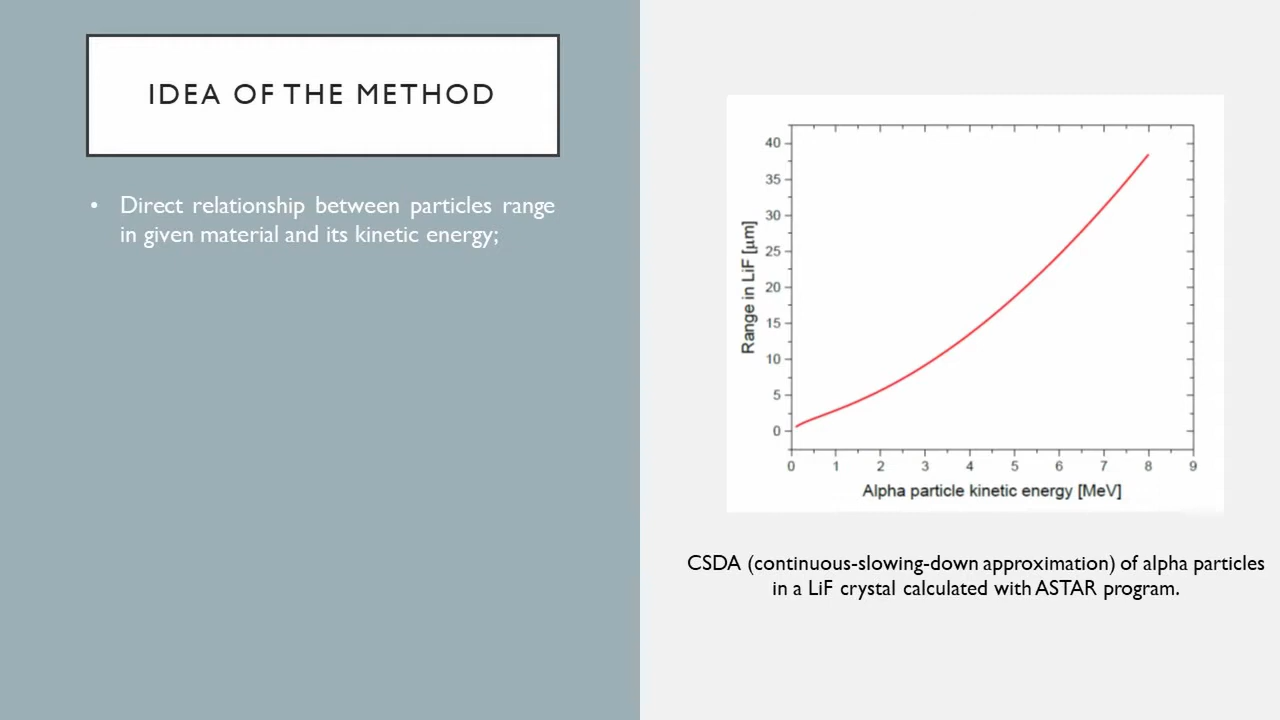 IDEA OF THE METHOD
• Direct relationship between particles range
in given material and its kinetic energy;
Range in LiF [μm]
40
35
30
25
20
15
10
5
0
0 1 2 3 4 5 6 7 8 9
Alpha particle kinetic energy [MeV]
CSDA (continuous-slowing-down approximation) of alpha particles
in a LiF crystal calculated with ASTAR program.